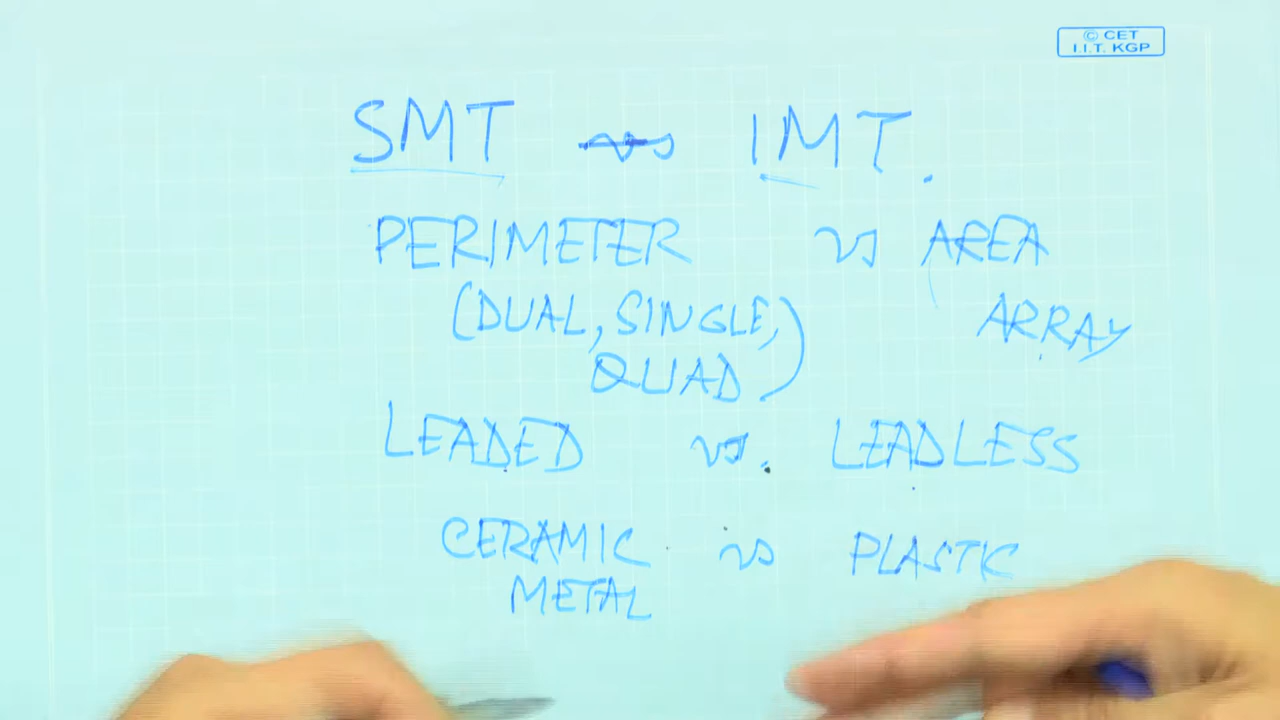 © CET
I.I.T. KGP
SMT vs IMT.
PERIMETER vs AREA
(DUAL, SINGLE, ARRAY
QUAD)
LEADED vs. LEADLESS
CERAMIC vs PLASTIC
METAL